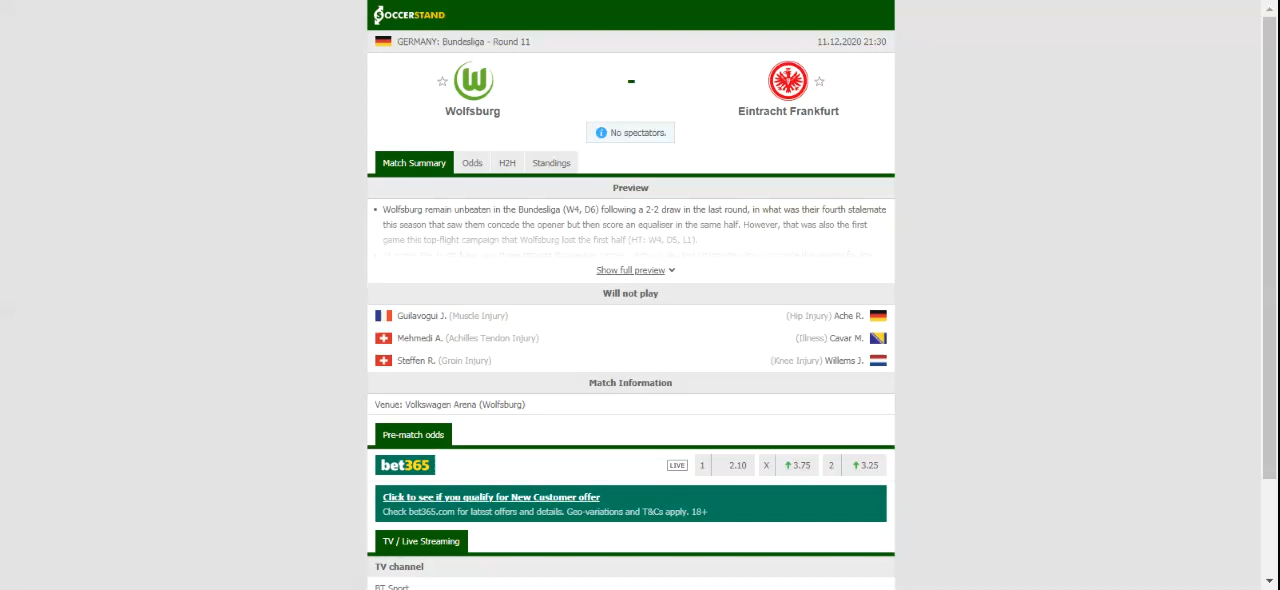 SOCCERSTAND
GERMANY: Bundesliga - Round 11 11.12.2020 21:30
-
Wolfsburg Eintracht Frankfurt
No spectators.
Match Summary Odds H2H Standings
Preview
• Wolfsburg remain unbeaten in the Bundesliga (W4, D6) following a 2-2 draw in the last round, in what was their fourth stalemate
this season that saw them concede the opener but then score an equaliser in the same half. However, that was also the first
game this top-flight campaign that Wolfsburg lost the first half (HT: W4, D5, L1).
Show full preview
Will not play
Guilavogui J. (Muscle Injury) (Hip Injury) Ache R.
Mehmedi A. (Achilles Tendon Injury) (Illness) Cavar M.
Steffen R. (Groin Injury) (Knee Injury) Willems J.
Match Information
Venue: Volkswagen Arena (Wolfsburg)
Pre-match odds
bet365 LIVE 1 2.10 X 3.75 2 3.25
Click to see if you qualify for New Customer offer
Check bet365.com for latest offers and details. Geo-variations and T&Cs apply. 18+
TV / Live Streaming
TV channel
BT Sport